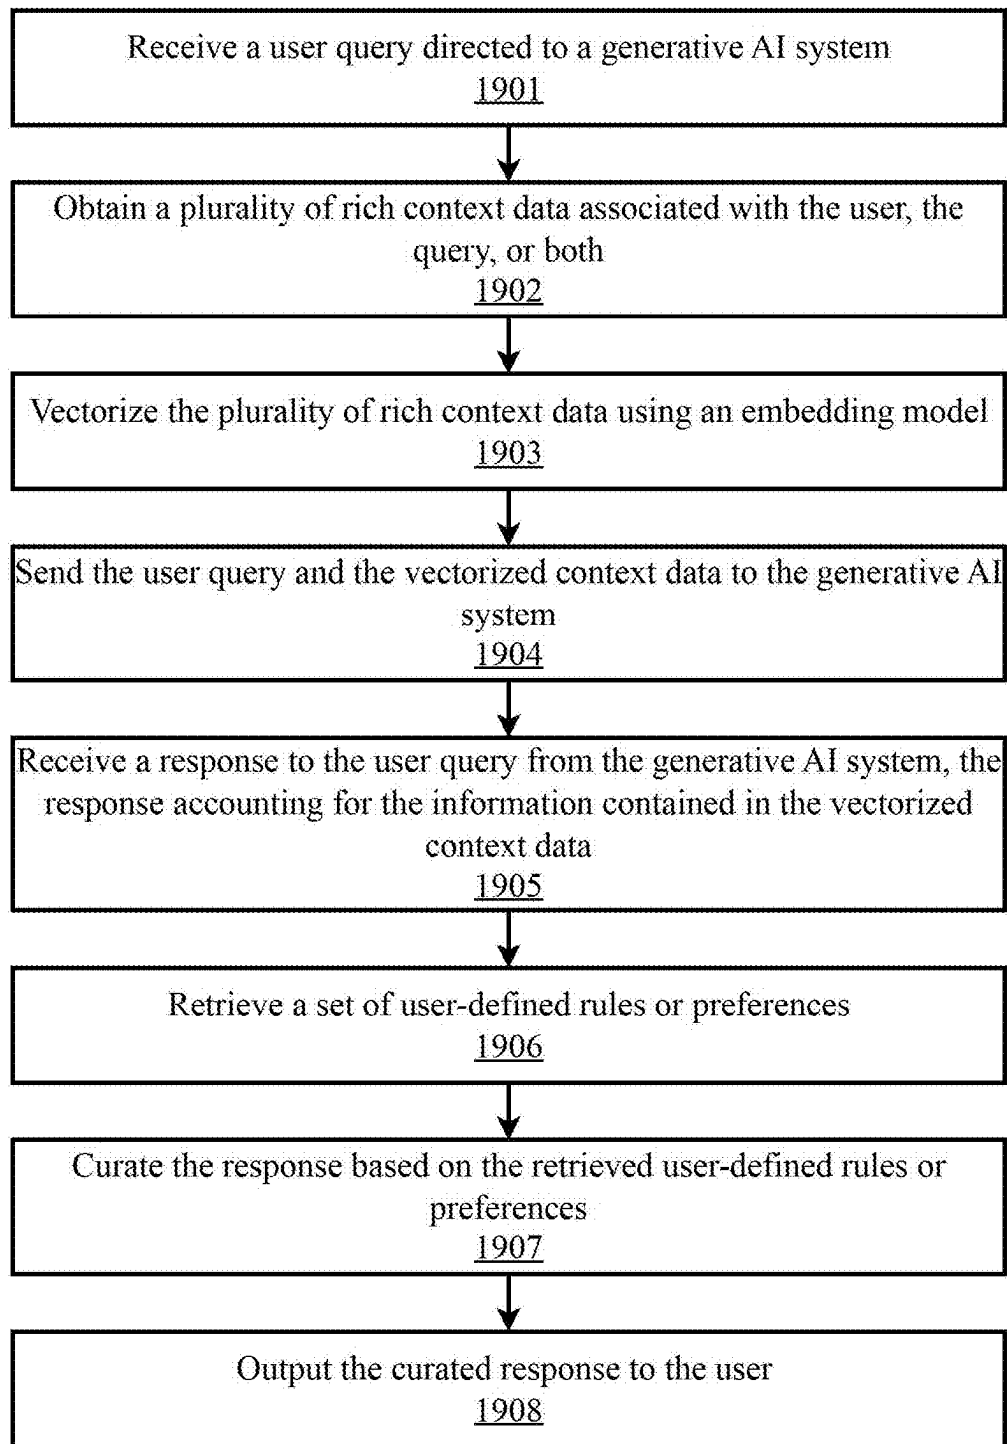 Receive a user query directed to a generative AI system
1901
Obtain a plurality of rich context data associated with the user, the
query, or both
1902
Vectorize the plurality of rich context data using an embedding model
1903
Send the user query and the vectorized context data to the generative AI
system
1904
Receive a response to the user query from the generative AI system, the
response accounting for the information contained in the vectorized
context data
1905
Retrieve a set of user-defined rules or preferences
1906
Curate the response based on the retrieved user-defined rules or
preferences
1907
Output the curated response to the user
1908